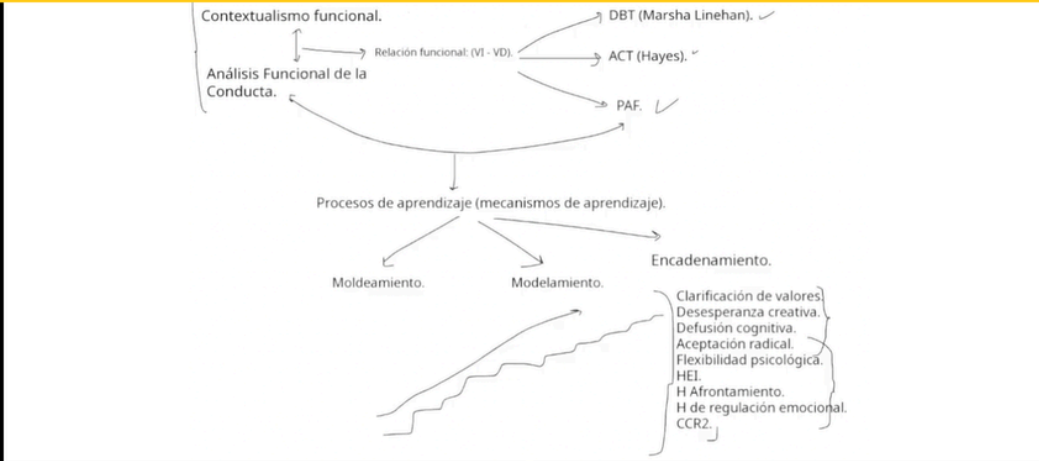 Contextualismo funcional.
DBT (Marsha Linehan).
Relación funcional: (VI - VD).
ACT (Hayes).
Análisis Funcional de la
Conducta.
PAF.
Procesos de aprendizaje (mecanismos de aprendizaje).
Moldeamiento.
Modelamiento.
Encadenamiento.
Clarificación de valores.
Desesperanza creativa.
Defusión cognitiva.
Aceptación radical.
Flexibilidad psicológica.
HEI.
H Afrontamiento.
H de regulación emocional.
CCR2.